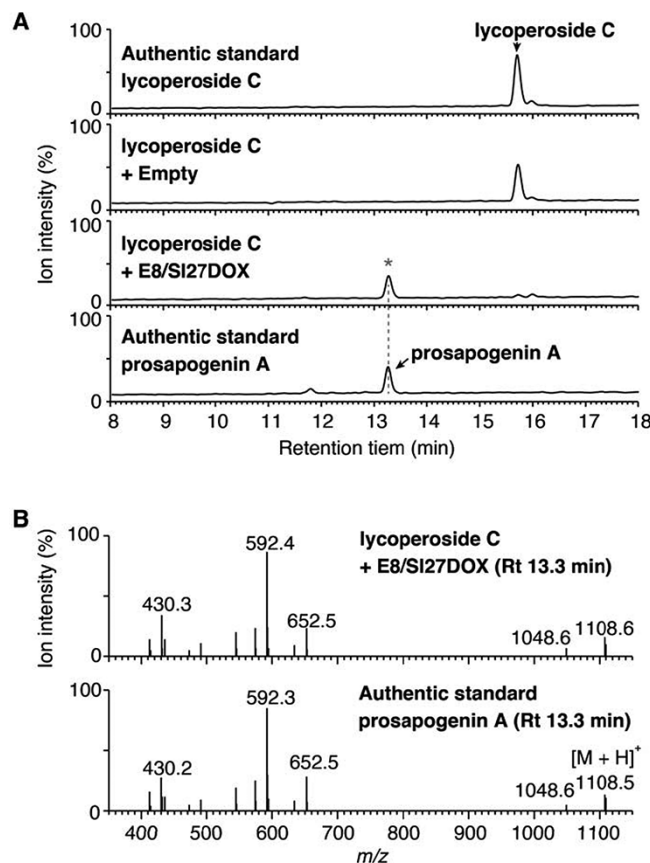 A
100
Authentic standard
lycoperoside C
lycoperoside C
0
100
lycoperoside C
+ Empty
0
100
lycoperoside C
+ E8/Sl27DOX
*
0
100
Authentic standard
prosapogenin A
prosapogenin A
0
8 9 10 11 12 13 14 15 16 17 18
Retention tiem (min)
Ion intensity (%)
B
100
592.4
lycoperoside C
+ E8/Sl27DOX (Rt 13.3 min)
430.3
652.5
1048.6
1108.6
0
100
592.3
Authentic standard
prosapogenin A (Rt 13.3 min)
430.2
652.5
[M + H]+
1048.6
1108.5
0
400 500 600 700 800 900 1000 1100
m/z
Ion intensity (%)